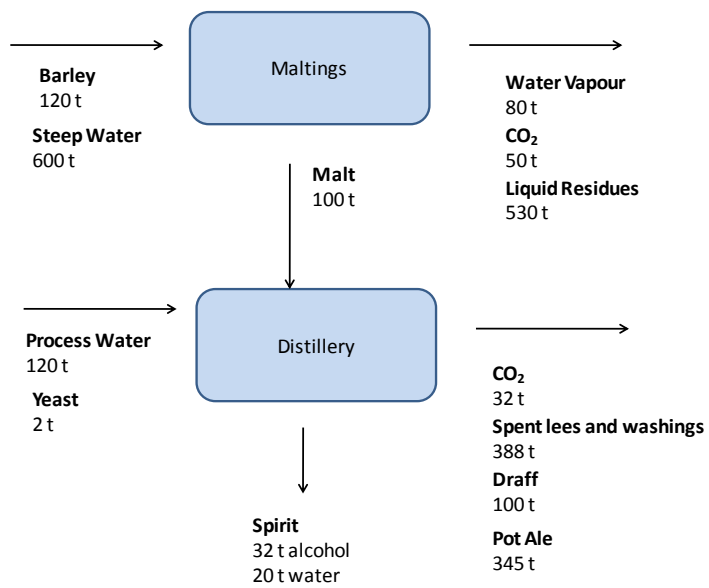 Maltings
Barley
120 t
Steep Water
600 t
Water Vapour
80 t
CO₂
50 t
Liquid Residues
530 t
Malt
100 t
Distillery
Process Water
120 t
Yeast
2 t
CO₂
32 t
Spent lees and washings
388 t
Draff
100 t
Pot Ale
345 t
Spirit
32 t alcohol
20 t water